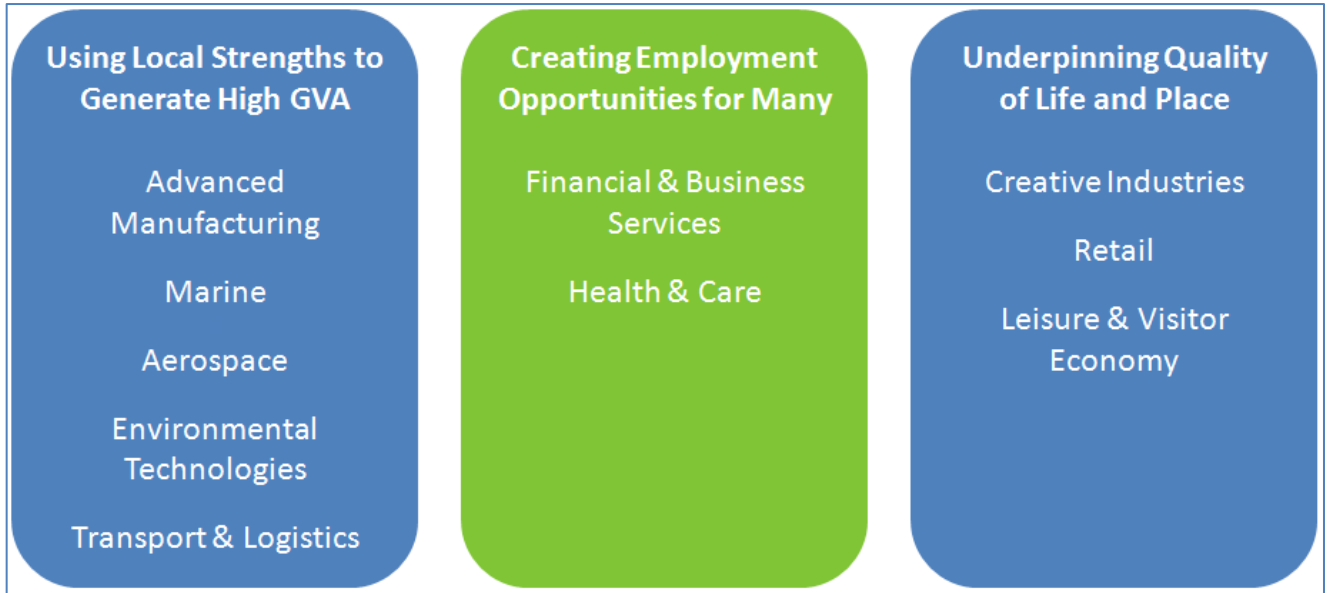 Using Local Strengths to
Generate High GVA
Advanced
Manufacturing
Marine
Aerospace
Environmental
Technologies
Transport & Logistics
Creating Employment
Opportunities for Many
Financial & Business
Services
Health & Care
Underpinning Quality
of Life and Place
Creative Industries
Retail
Leisure & Visitor
Economy